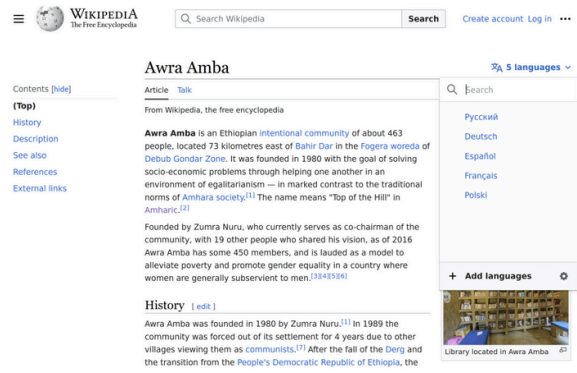 WIKIPEDIA
The Free Encyclopedia
Search Wikipedia
Search
Create account Log in
Contents [hide]
(Top)
History
Description
See also
References
External links
Awra Amba
5 languages
Article Talk
From Wikipedia, the free encyclopedia
Awra Amba is an Ethiopian intentional community of about 463
people, located 73 kilometres east of Bahir Dar in the Fogera woreda of
Debub Gondar Zone. It was founded in 1980 with the goal of solving
socio-economic problems through helping one another in an
environment of egalitarianism — in marked contrast to the traditional
norms of Amhara society.[1] The name means "Top of the Hill" in
Amharic.[2]
Founded by Zumra Nuru, who currently serves as co-chairman of the
community, with 19 other people who shared his vision, as of 2016
Awra Amba has some 450 members, and is lauded as a model to
alleviate poverty and promote gender equality in a country where
women are generally subservient to men.[3][4][5][6]
History [ edit ]
Awra Amba was founded in 1980 by Zumra Nuru.[1] In 1989 the
community was forced out of its settlement for 4 years due to other
villages viewing them as communists.[7] After the fall of the Derg and
the transition from the People's Democratic Republic of Ethiopia, the
Search
Русский
Deutsch
Español
Français
Polski
+ Add languages
Library located in Awra Amba